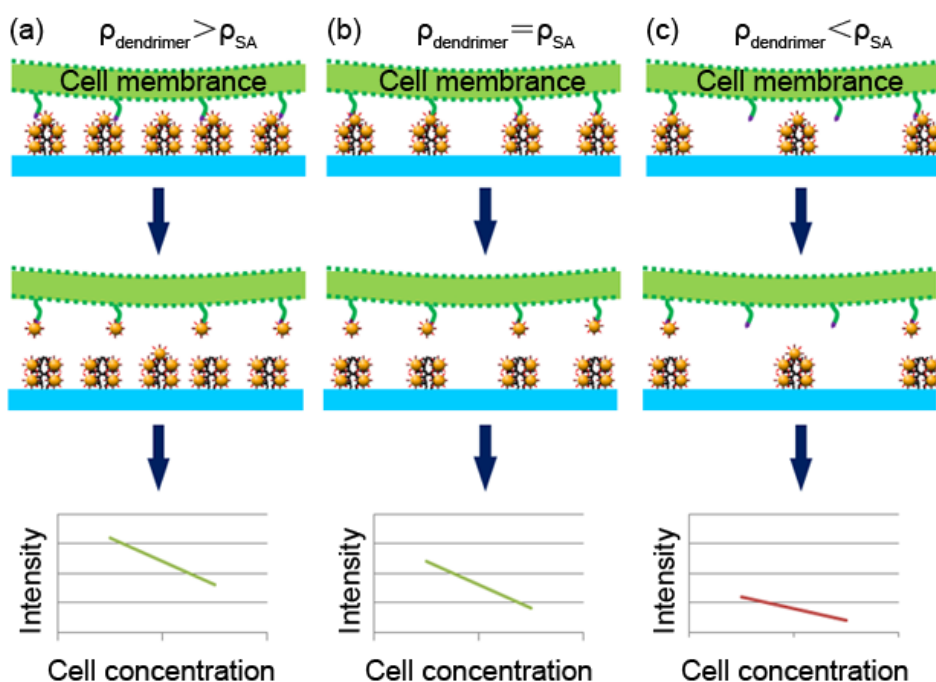 (a) ρdendrimer>ρSA
Cell membrance
Intensity
Cell concentration
(b) ρdendrimer=ρSA
Cell membrance
Intensity
Cell concentration
(c) ρdendrimer<ρSA
Cell membrance
Intensity
Cell concentration